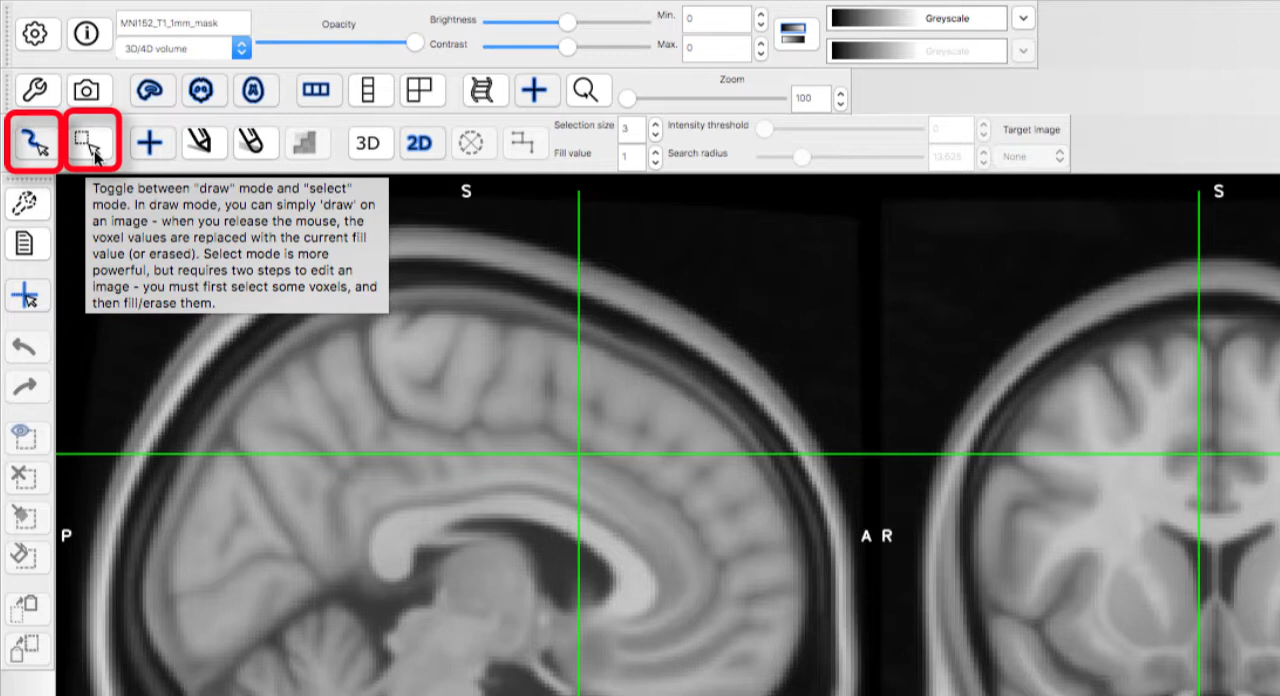 MNI152_T1_1mm_mask
3D/4D volume
Opacity
Brightness
Contrast
Min. 0
Max. 0
Greyscale
Greyscale
Zoom
100
3D
2D
Selection size 3
Fill value 1
Intensity threshold 0
Search radius 13.625
Target image
None
Toggle between "draw" mode and "select"
mode. In draw mode, you can simply 'draw' on
an image - when you release the mouse, the
voxel values are replaced with the current fill
value (or erased). Select mode is more
powerful, but requires two steps to edit an
image - you must first select some voxels, and
then fill/erase them.
S
S
P
A
R